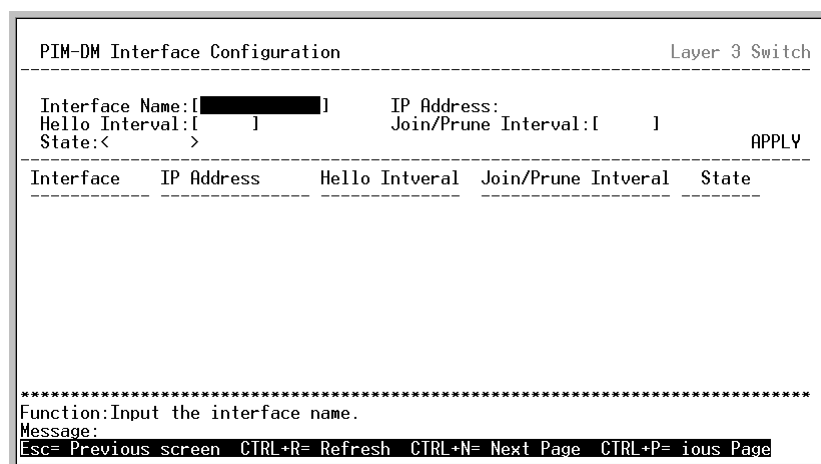 PIM-DM Interface Configuration Layer 3 Switch
Interface Name:[ ] IP Address:
Hello Interval:[ ] Join/Prune Interval:[ ]
State:< > APPLY
Interface IP Address Hello Intveral Join/Prune Intveral State
*******************************************************************************
Function:Input the interface name.
Message:
Esc= Previous screen CTRL+R= Refresh CTRL+N= Next Page CTRL+P= ious Page